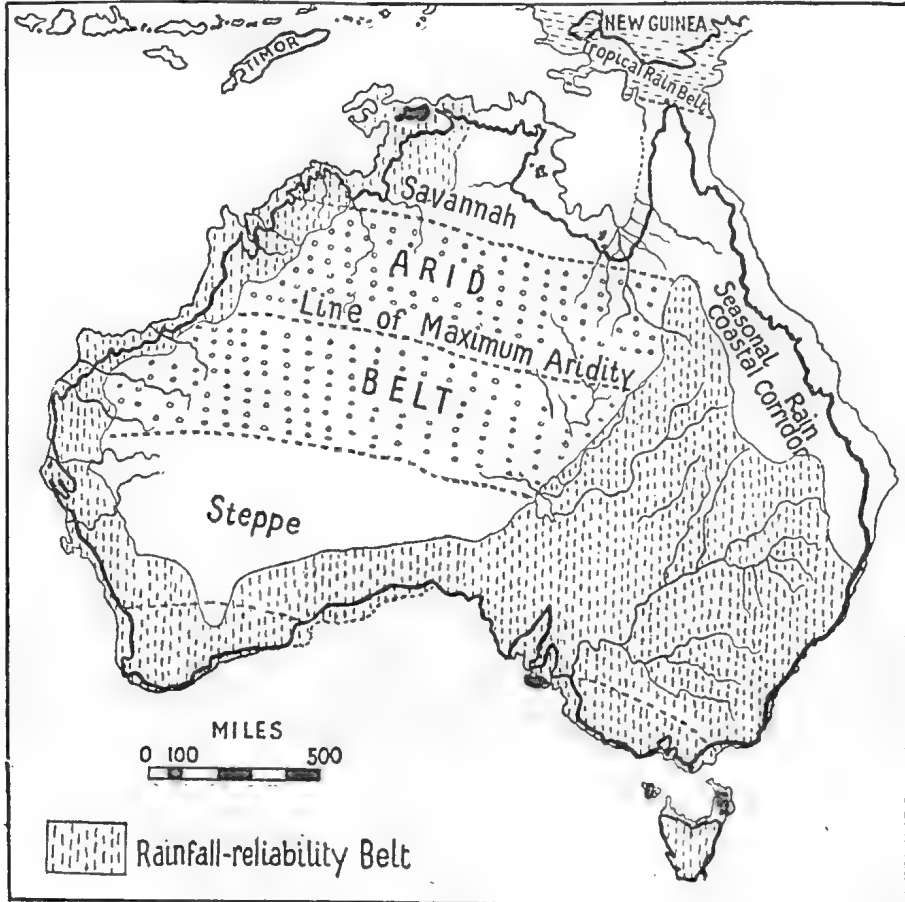 NEW GUINEA
Tropical Rain Belt
TIMOR
Savannah
ARID
Line of Maximum Aridity
BELT
Seasonal Rain
Coastal Corridor
Steppe
MILES
0 100 500
Rainfall-reliability Belt